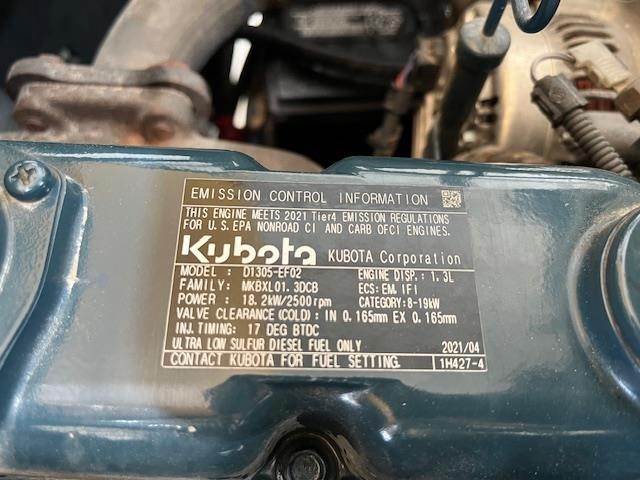 EMISSION CONTROL INFORMATION
THIS ENGINE MEETS 2021 Tier4 EMISSION REGULATIONS
FOR U.S. EPA NONROAD CI AND CARB OFCI ENGINES.
Kubota KUBOTA Corporation
MODEL : D1305-EF02 ENGINE DISP.: 1.3L
FAMILY: MKBXL01.3DCB ECS: EM, IFI
POWER : 18.2kW/2500rpm CATEGORY: 8-19kW
VALVE CLEARANCE (COLD) : IN 0.165mm EX 0.165mm
INJ. TIMING: 17 DEG BTDC
ULTRA LOW SULFUR DIESEL FUEL ONLY 2021/04
CONTACT KUBOTA FOR FUEL SETTING. 1H427-4